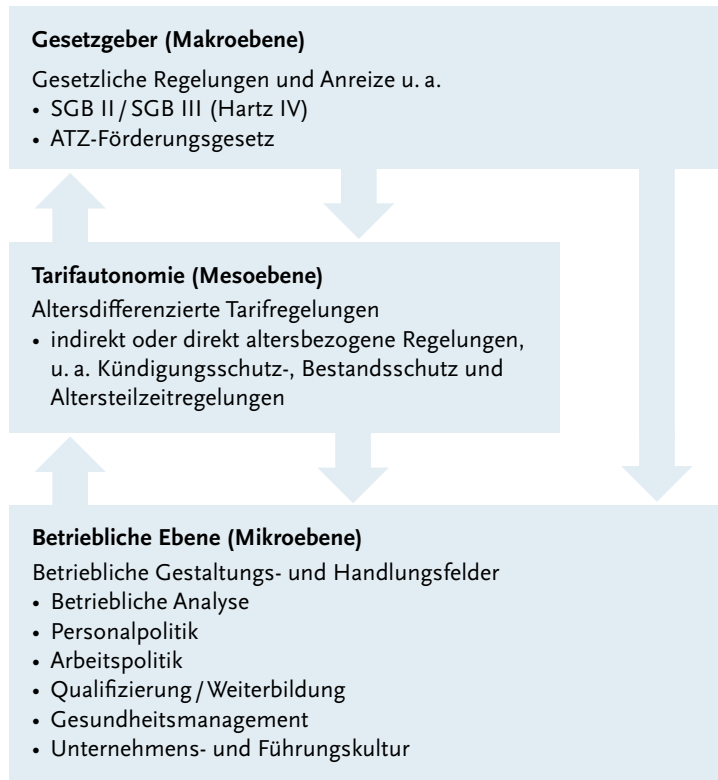 Gesetzgeber (Makroebene)
Gesetzliche Regelungen und Anreize u. a.
• SGB II / SGB III (Hartz IV)
• ATZ-Förderungsgesetz
Tarifautonomie (Mesoebene)
Altersdifferenzierte Tarifregelungen
• indirekt oder direkt altersbezogene Regelungen,
u. a. Kündigungsschutz-, Bestandsschutz und
Altersteilzeitregelungen
Betriebliche Ebene (Mikroebene)
Betriebliche Gestaltungs- und Handlungsfelder
• Betriebliche Analyse
• Personalpolitik
• Arbeitspolitik
• Qualifizierung / Weiterbildung
• Gesundheitsmanagement
• Unternehmens- und Führungskultur